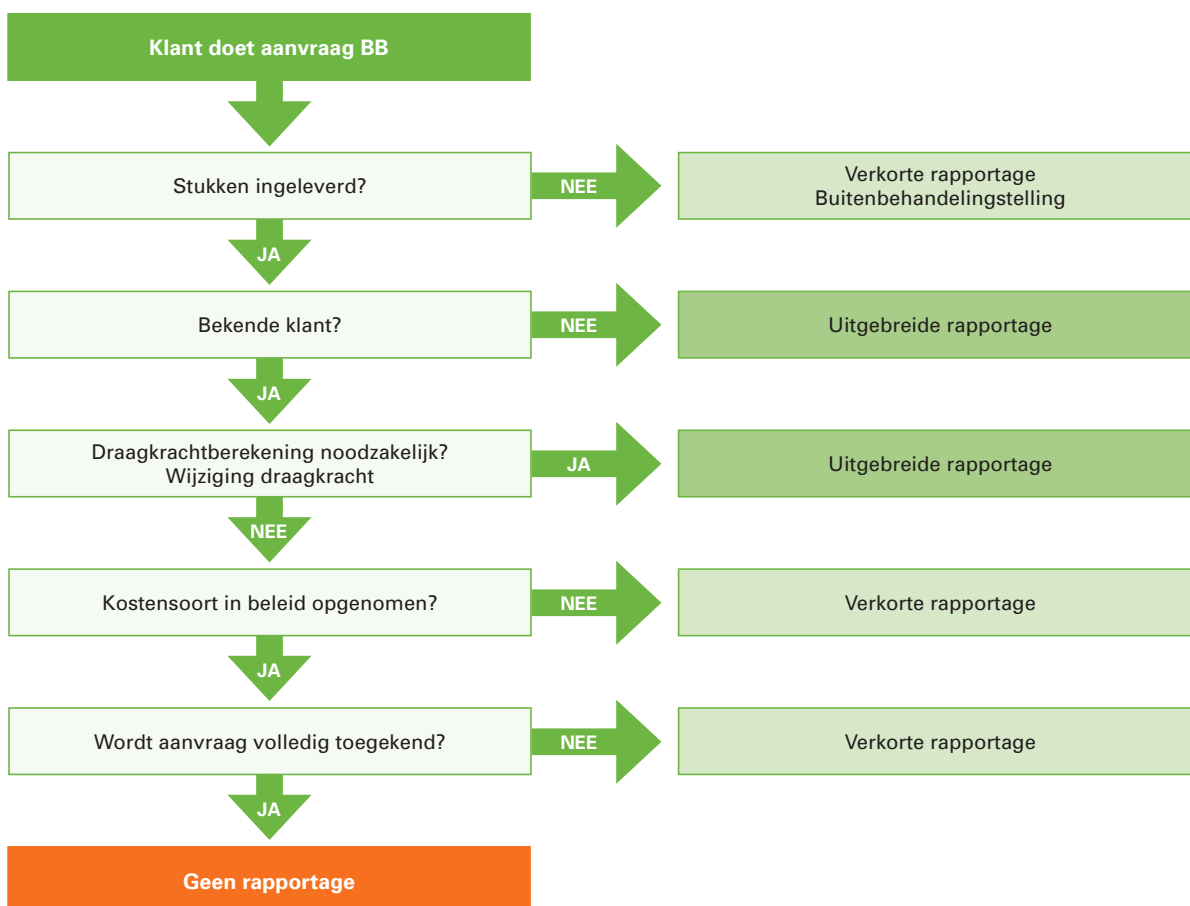 Klant doet aanvraag BB
Stukken ingeleverd?
NEE
Verkorte rapportage
Buitenbehandelingstelling
JA
Bekende klant?
NEE
Uitgebreide rapportage
JA
Draagkrachtberekening noodzakelijk?
Wijziging draagkracht
JA
Uitgebreide rapportage
NEE
Kostensoort in beleid opgenomen?
NEE
Verkorte rapportage
JA
Wordt aanvraag volledig toegekend?
NEE
Verkorte rapportage
JA
Geen rapportage